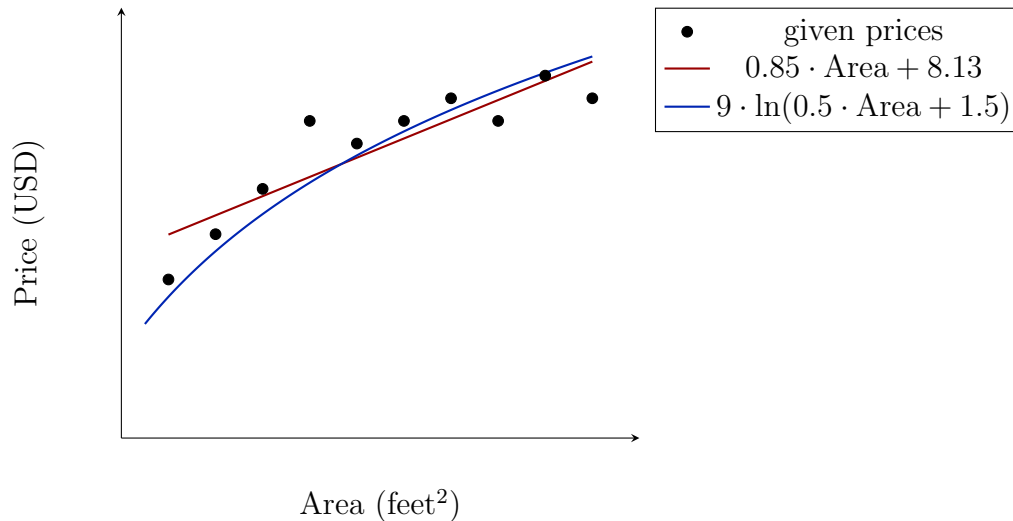 given prices
0.85 · Area + 8.13
9 · ln(0.5 · Area + 1.5)
Price (USD)
Area (feet²)